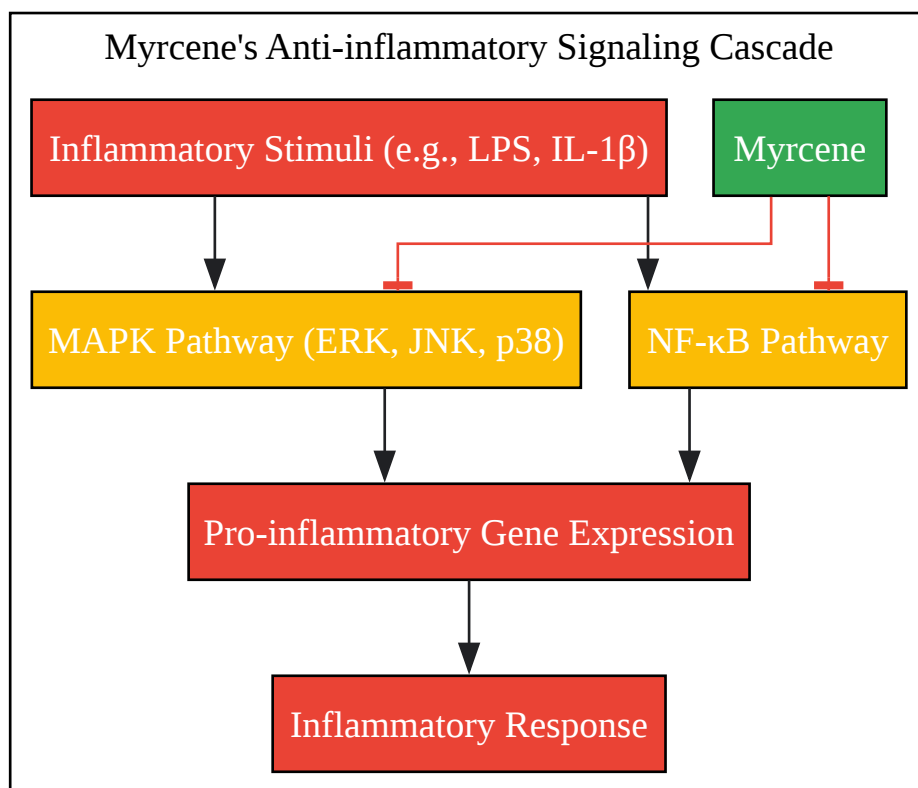 Myrcene's Anti-inflammatory Signaling Cascade
Inflammatory Stimuli (e.g., LPS, IL-1β)
Myrcene
MAPK Pathway (ERK, JNK, p38)
NF-κB Pathway
Pro-inflammatory Gene Expression
Inflammatory Response